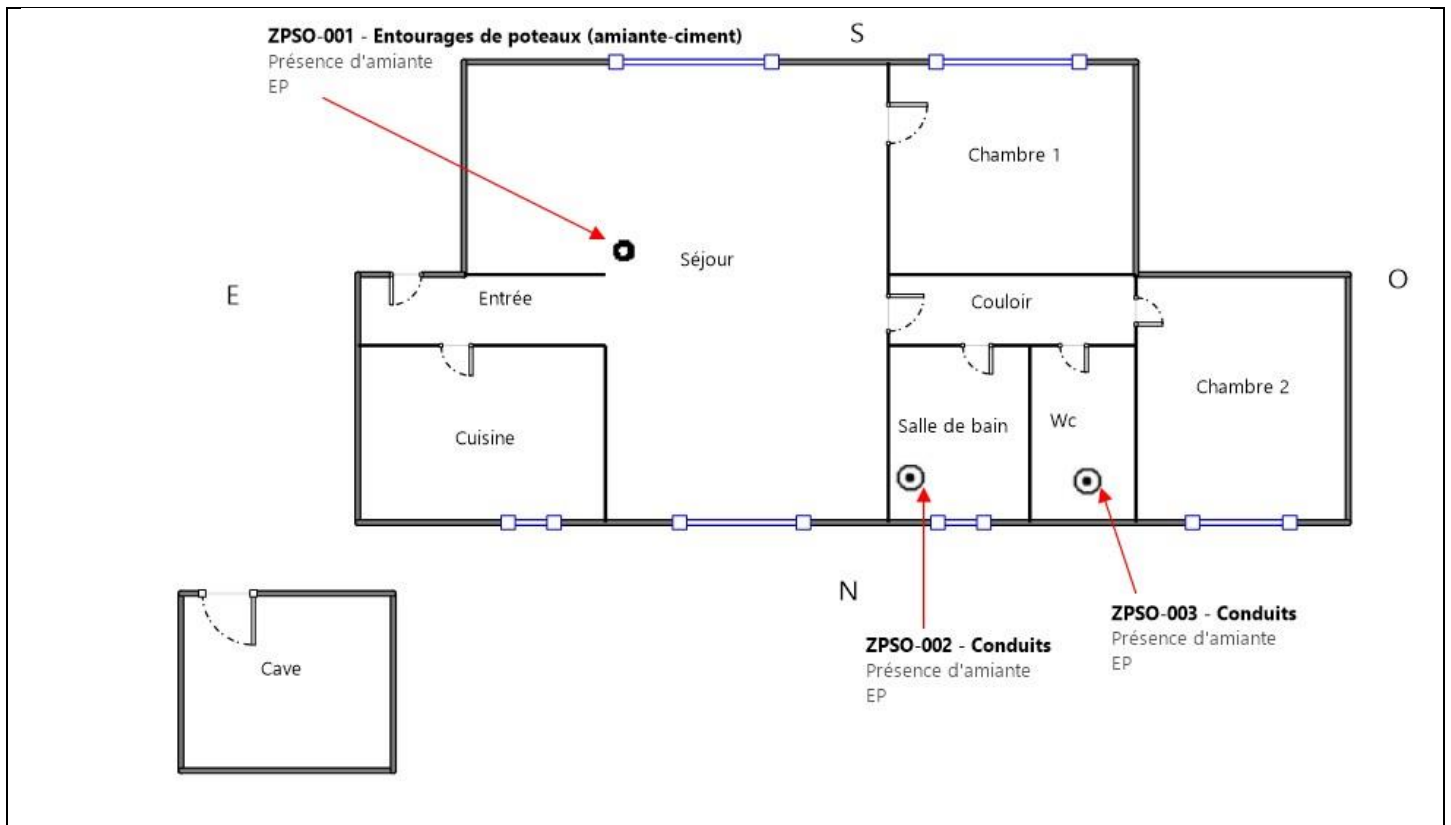 ZPSO-001 - Entourages de poteaux (amiante-ciment)
Présence d'amiante
EP
S
Chambre 1
Séjour
E
O
Entrée
Couloir
Chambre 2
Cuisine
Salle de bain
Wc
N
ZPSO-002 - Conduits
Présence d'amiante
EP
ZPSO-003 - Conduits
Présence d'amiante
EP
Cave